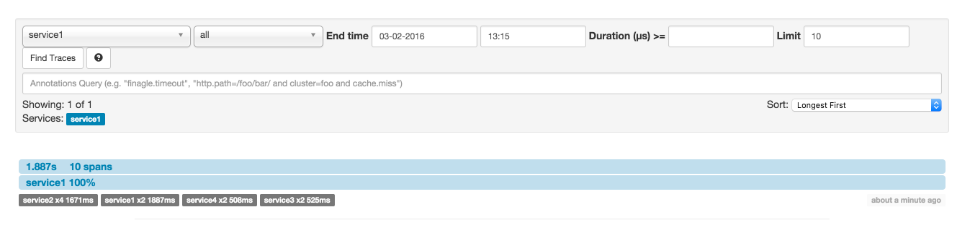 service1 all End time 03-02-2016 13:15 Duration (µs) >= Limit 10
Find Traces ?
Annotations Query (e.g. "finagle.timeout", "http.path=/foo/bar/ and cluster=foo and cache.miss")
Showing: 1 of 1 Sort: Longest First
Services: service1
1.887s 10 spans
service1 100%
service2 x4 1671ms service1 x2 1887ms service4 x2 508ms service3 x2 525ms about a minute ago